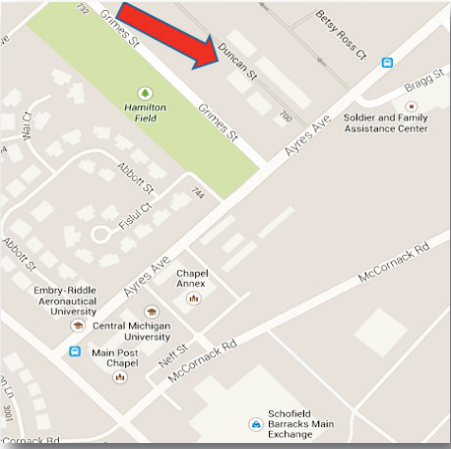 732
Grimes St
Duncan St
Betsy Ross Ct
Bragg St
Hamilton
Field
Grimes St
700
Soldier and Family
Assistance Center
Wai Ct
Ayres Ave
Abbott St
744
Fislul Ct
Abbott St
McCornack Rd
Ayres Ave
Chapel
Annex
Embry-Riddle
Aeronautical
University
Central Michigan
University
Neff St
McCornack Rd
Main Post
Chapel
3001
Schofield
Barracks Main
Exchange
Cornack Rd